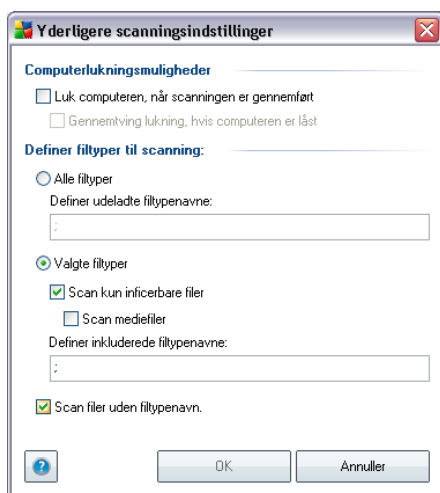 Yderligere scanningsindstillinger
Computerlukningsmuligheder
Luk computeren, når scanningen er gennemført
Gennemtving lukning, hvis computeren er låst
Definer filtyper til scanning:
Alle filtyper
Definer udeladte filtypenavne:
;
Valgte filtyper
Scan kun inficerbare filer
Scan mediefiler
Definer inkluderede filtypenavne:
;
Scan filer uden filtypenavn.
?
OK
Annuller